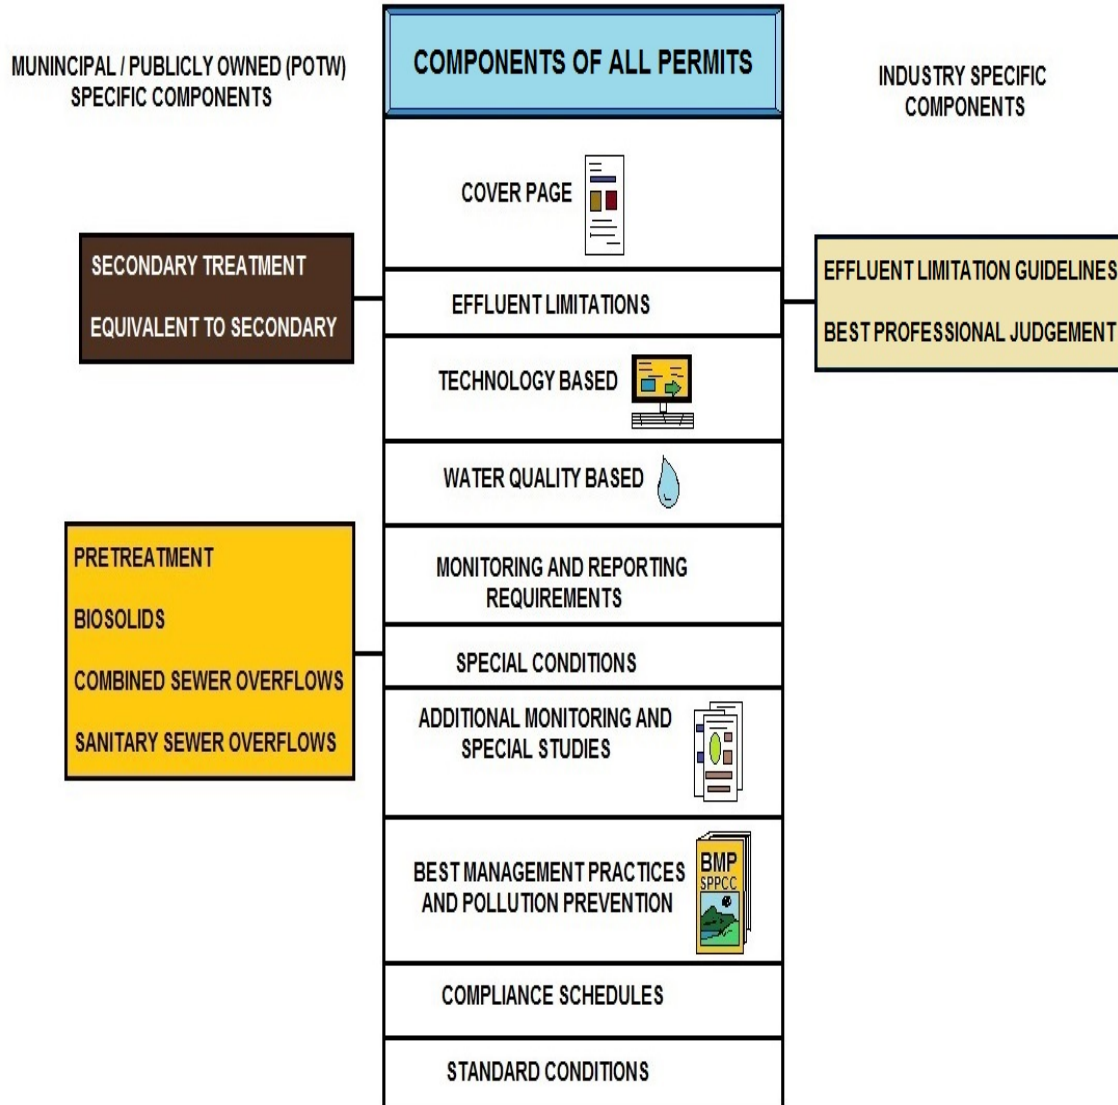 MUNINCIPAL / PUBLICLY OWNED (POTW)
SPECIFIC COMPONENTS
COMPONENTS OF ALL PERMITS
INDUSTRY SPECIFIC
COMPONENTS
COVER PAGE
SECONDARY TREATMENT
EQUIVALENT TO SECONDARY
EFFLUENT LIMITATIONS
EFFLUENT LIMITATION GUIDELINES
BEST PROFESSIONAL JUDGEMENT
TECHNOLOGY BASED
WATER QUALITY BASED
MONITORING AND REPORTING
REQUIREMENTS
PRETREATMENT
BIOSOLIDS
COMBINED SEWER OVERFLOWS
SANITARY SEWER OVERFLOWS
SPECIAL CONDITIONS
ADDITIONAL MONITORING AND
SPECIAL STUDIES
BEST MANAGEMENT PRACTICES
AND POLLUTION PREVENTION
BMP
SPPCC
COMPLIANCE SCHEDULES
STANDARD CONDITIONS